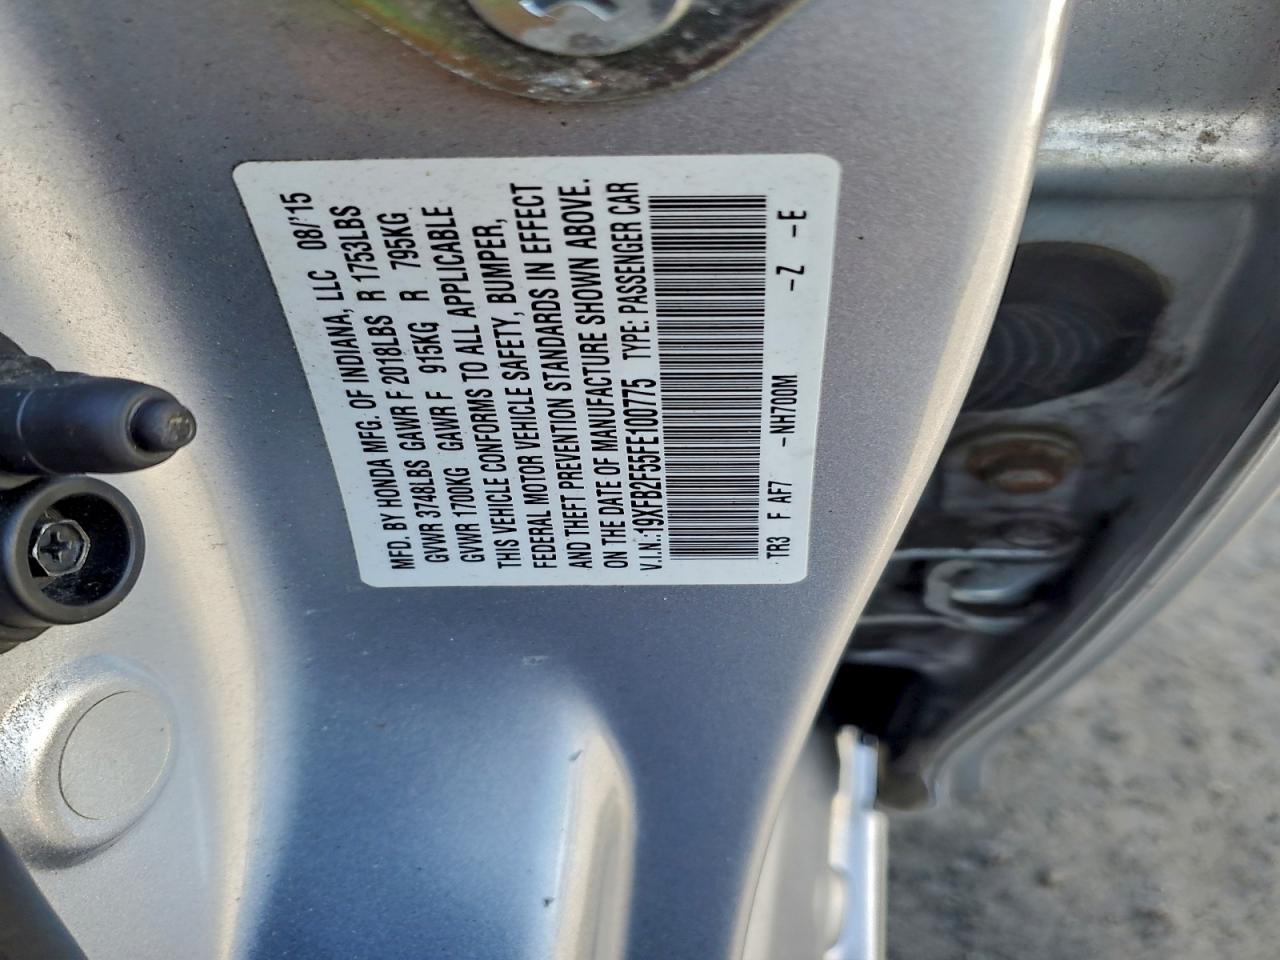 MFD. BY HONDA MFG. OF INDIANA, LLC 08/'15
GVWR 3748LBS GAWR F 2018LBS R 1753LBS
GVWR 1700KG GAWR F 915KG R 795KG
THIS VEHICLE CONFORMS TO ALL APPLICABLE
FEDERAL MOTOR VEHICLE SAFETY, BUMPER,
AND THEFT PREVENTION STANDARDS IN EFFECT
ON THE DATE OF MANUFACTURE SHOWN ABOVE.
V.I.N.:19XFB2F55FE100775 TYPE: PASSENGER CAR
TR3 F AF7 -NH700M -Z -E